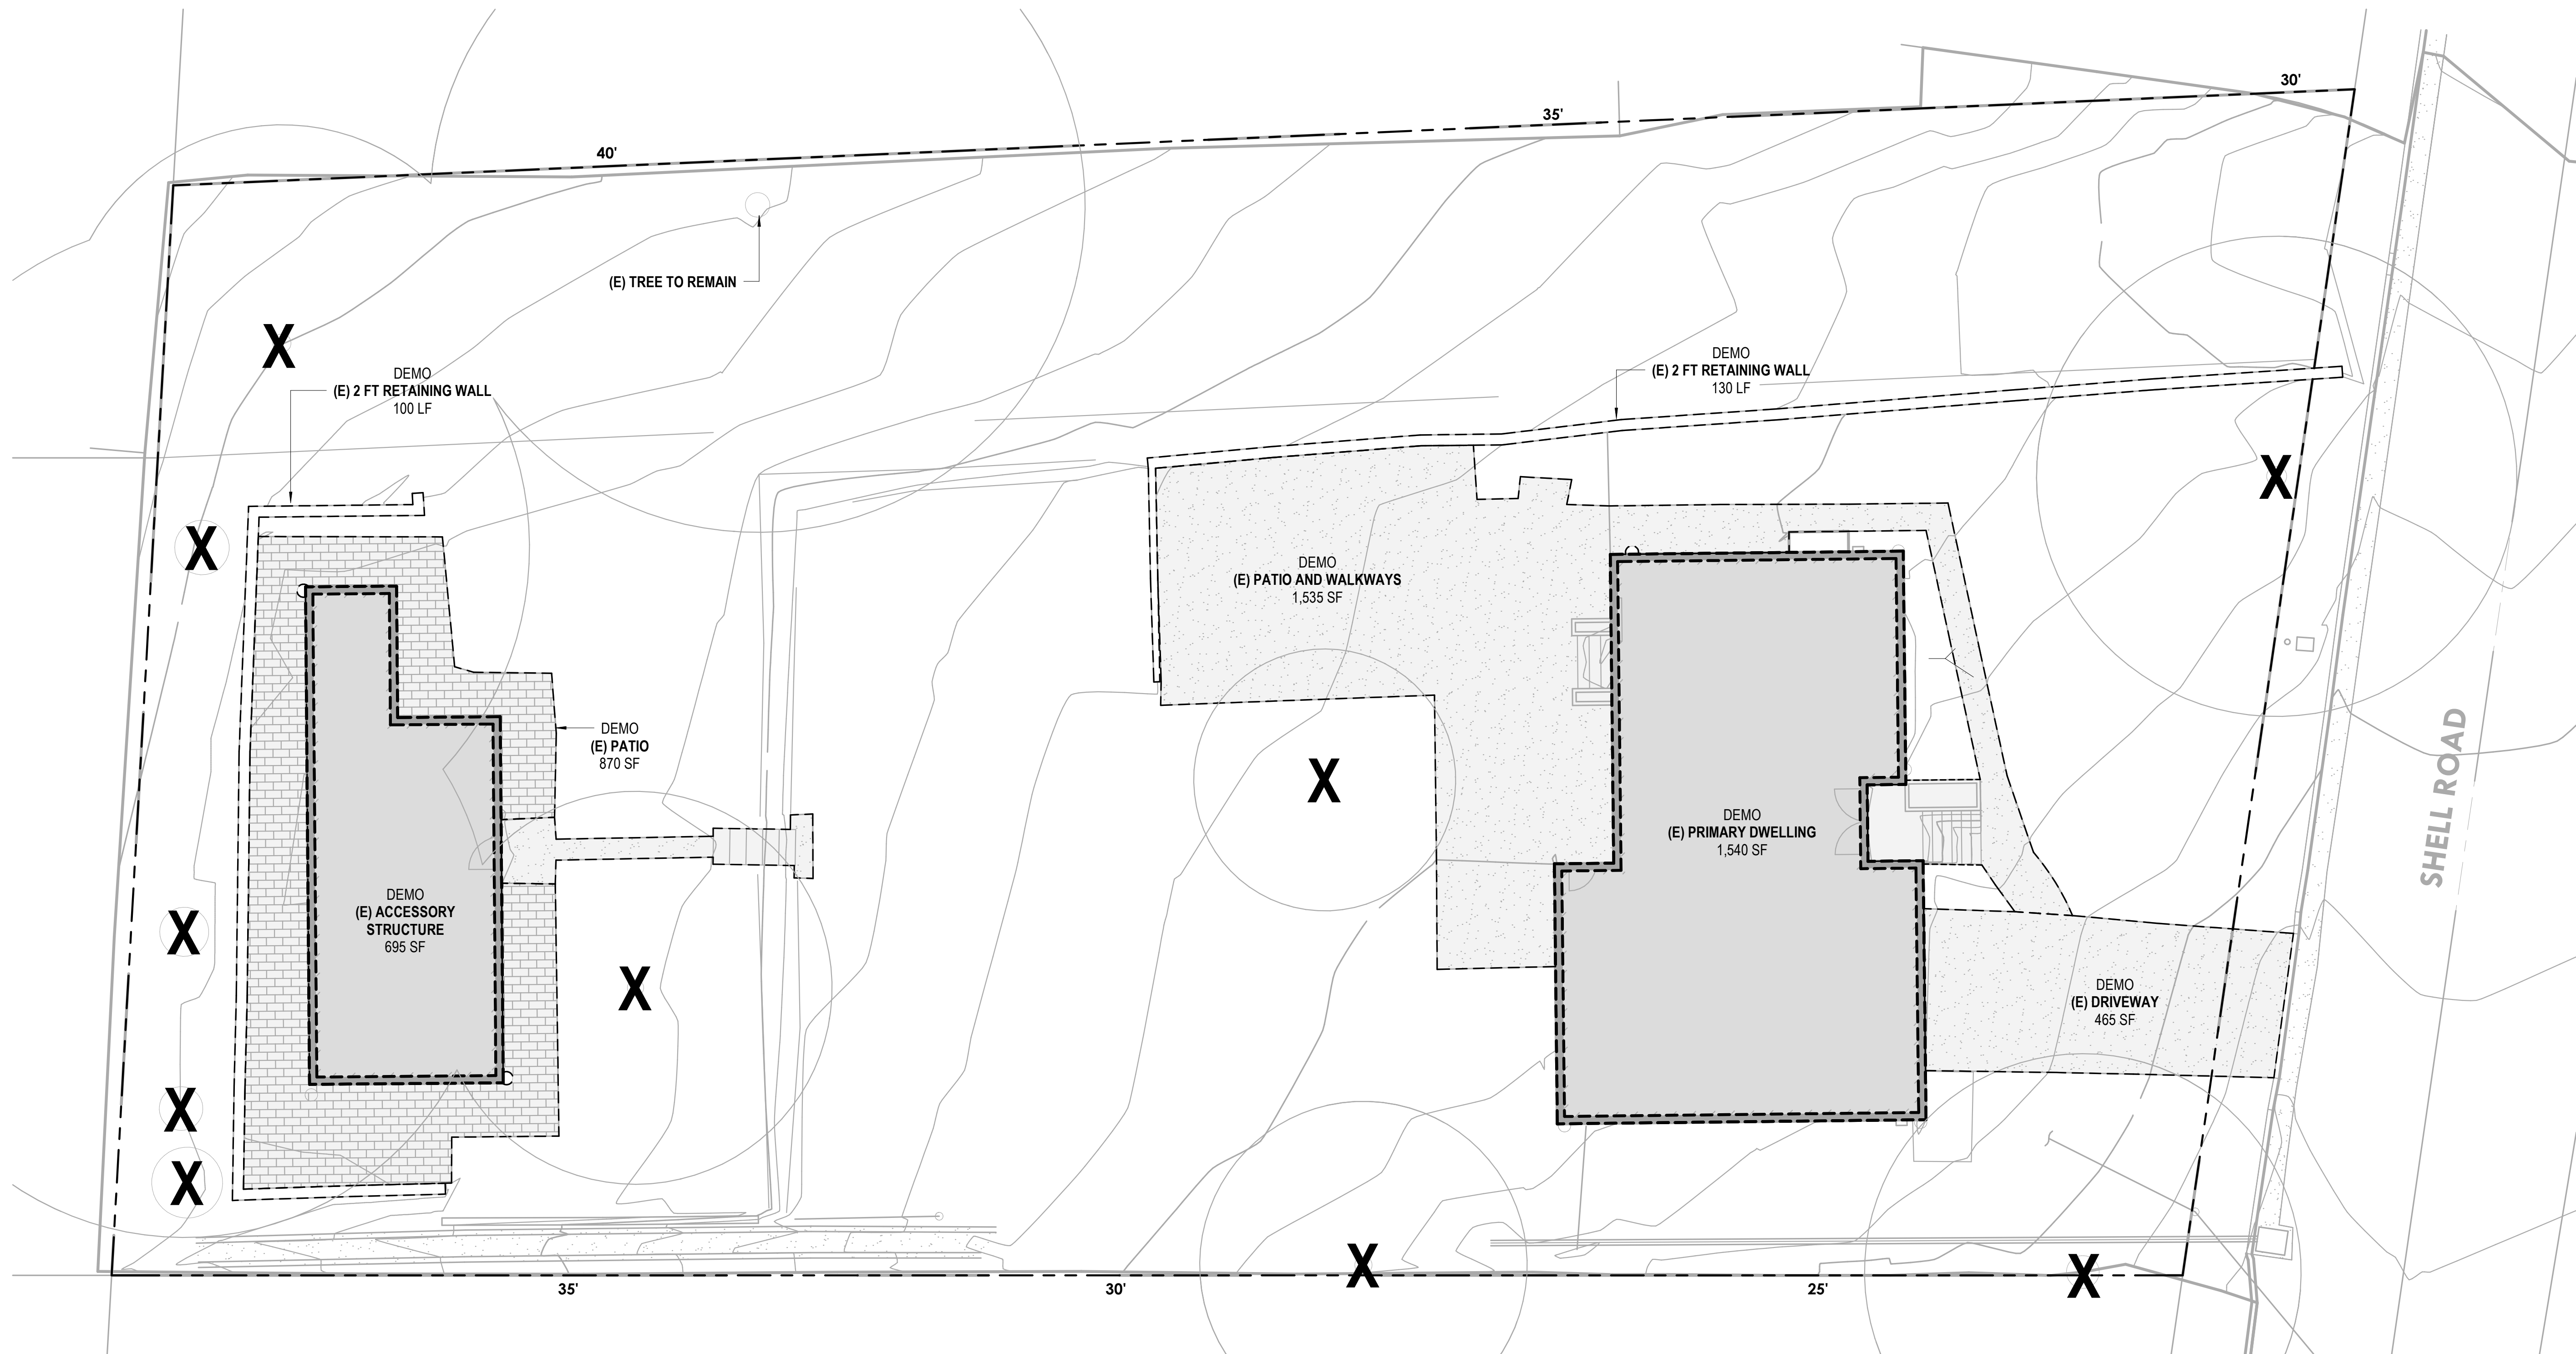 30'
35'
40'
(E) TREE TO REMAIN
X
DEMO
(E) 2 FT RETAINING WALL
100 LF
DEMO
(E) 2 FT RETAINING WALL
130 LF
X
X
DEMO
(E) PATIO AND WALKWAYS
1,535 SF
DEMO
(E) PATIO
870 SF
X
DEMO
(E) PRIMARY DWELLING
1,540 SF
SHELL ROAD
DEMO
(E) ACCESSORY
STRUCTURE
695 SF
X
X
DEMO
(E) DRIVEWAY
465 SF
X
X
X
X
35'
30'
25'